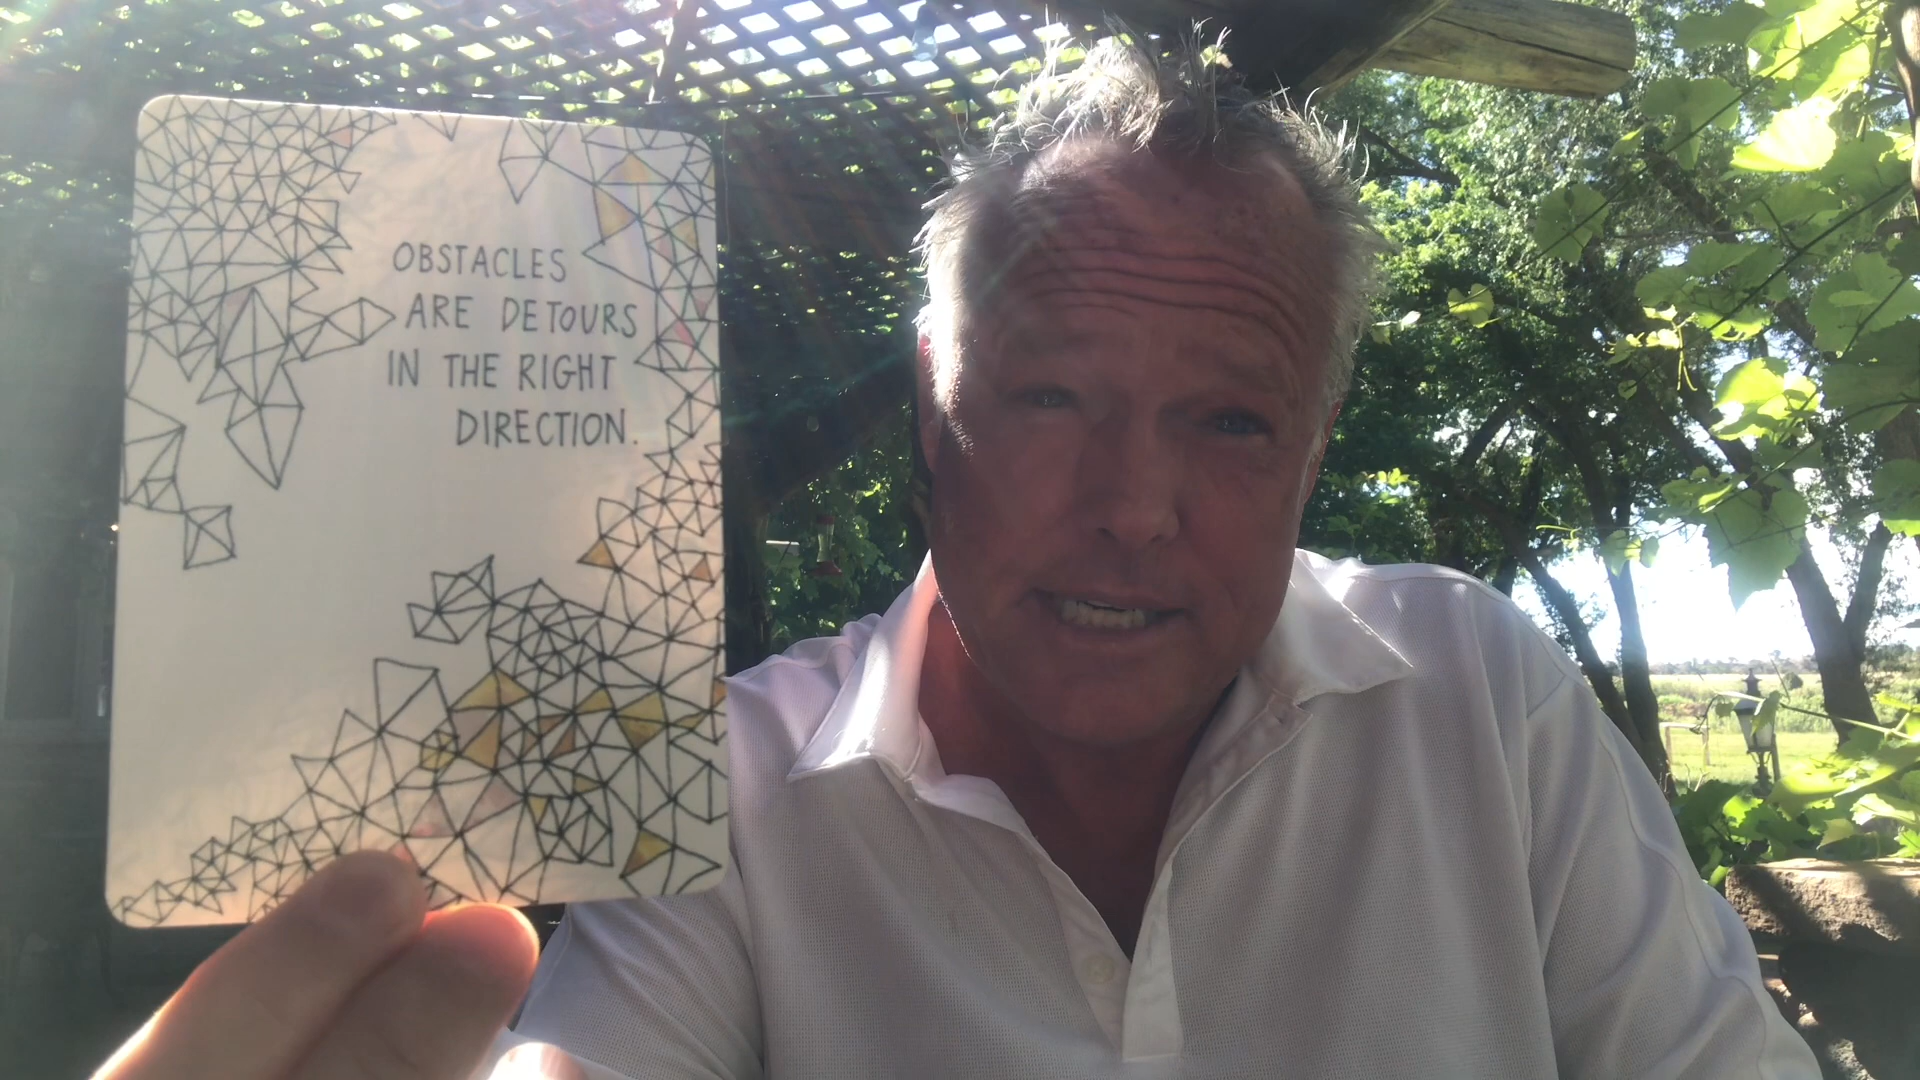 OBSTACLES
ARE DETOURS
IN THE RIGHT
DIRECTION.